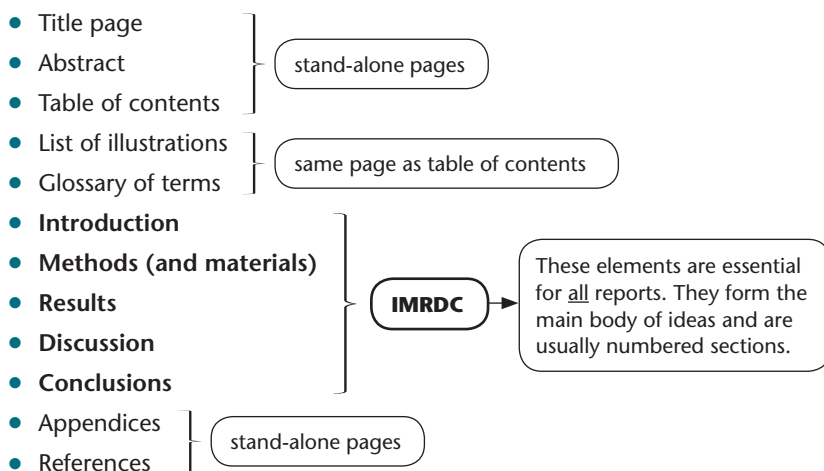 • Title page
• Abstract
• Table of contents
stand-alone pages
• List of illustrations
• Glossary of terms
same page as table of contents
• Introduction
• Methods (and materials)
• Results
• Discussion
• Conclusions
IMRDC
These elements are essential
for all reports. They form the
main body of ideas and are
usually numbered sections.
• Appendices
• References
stand-alone pages